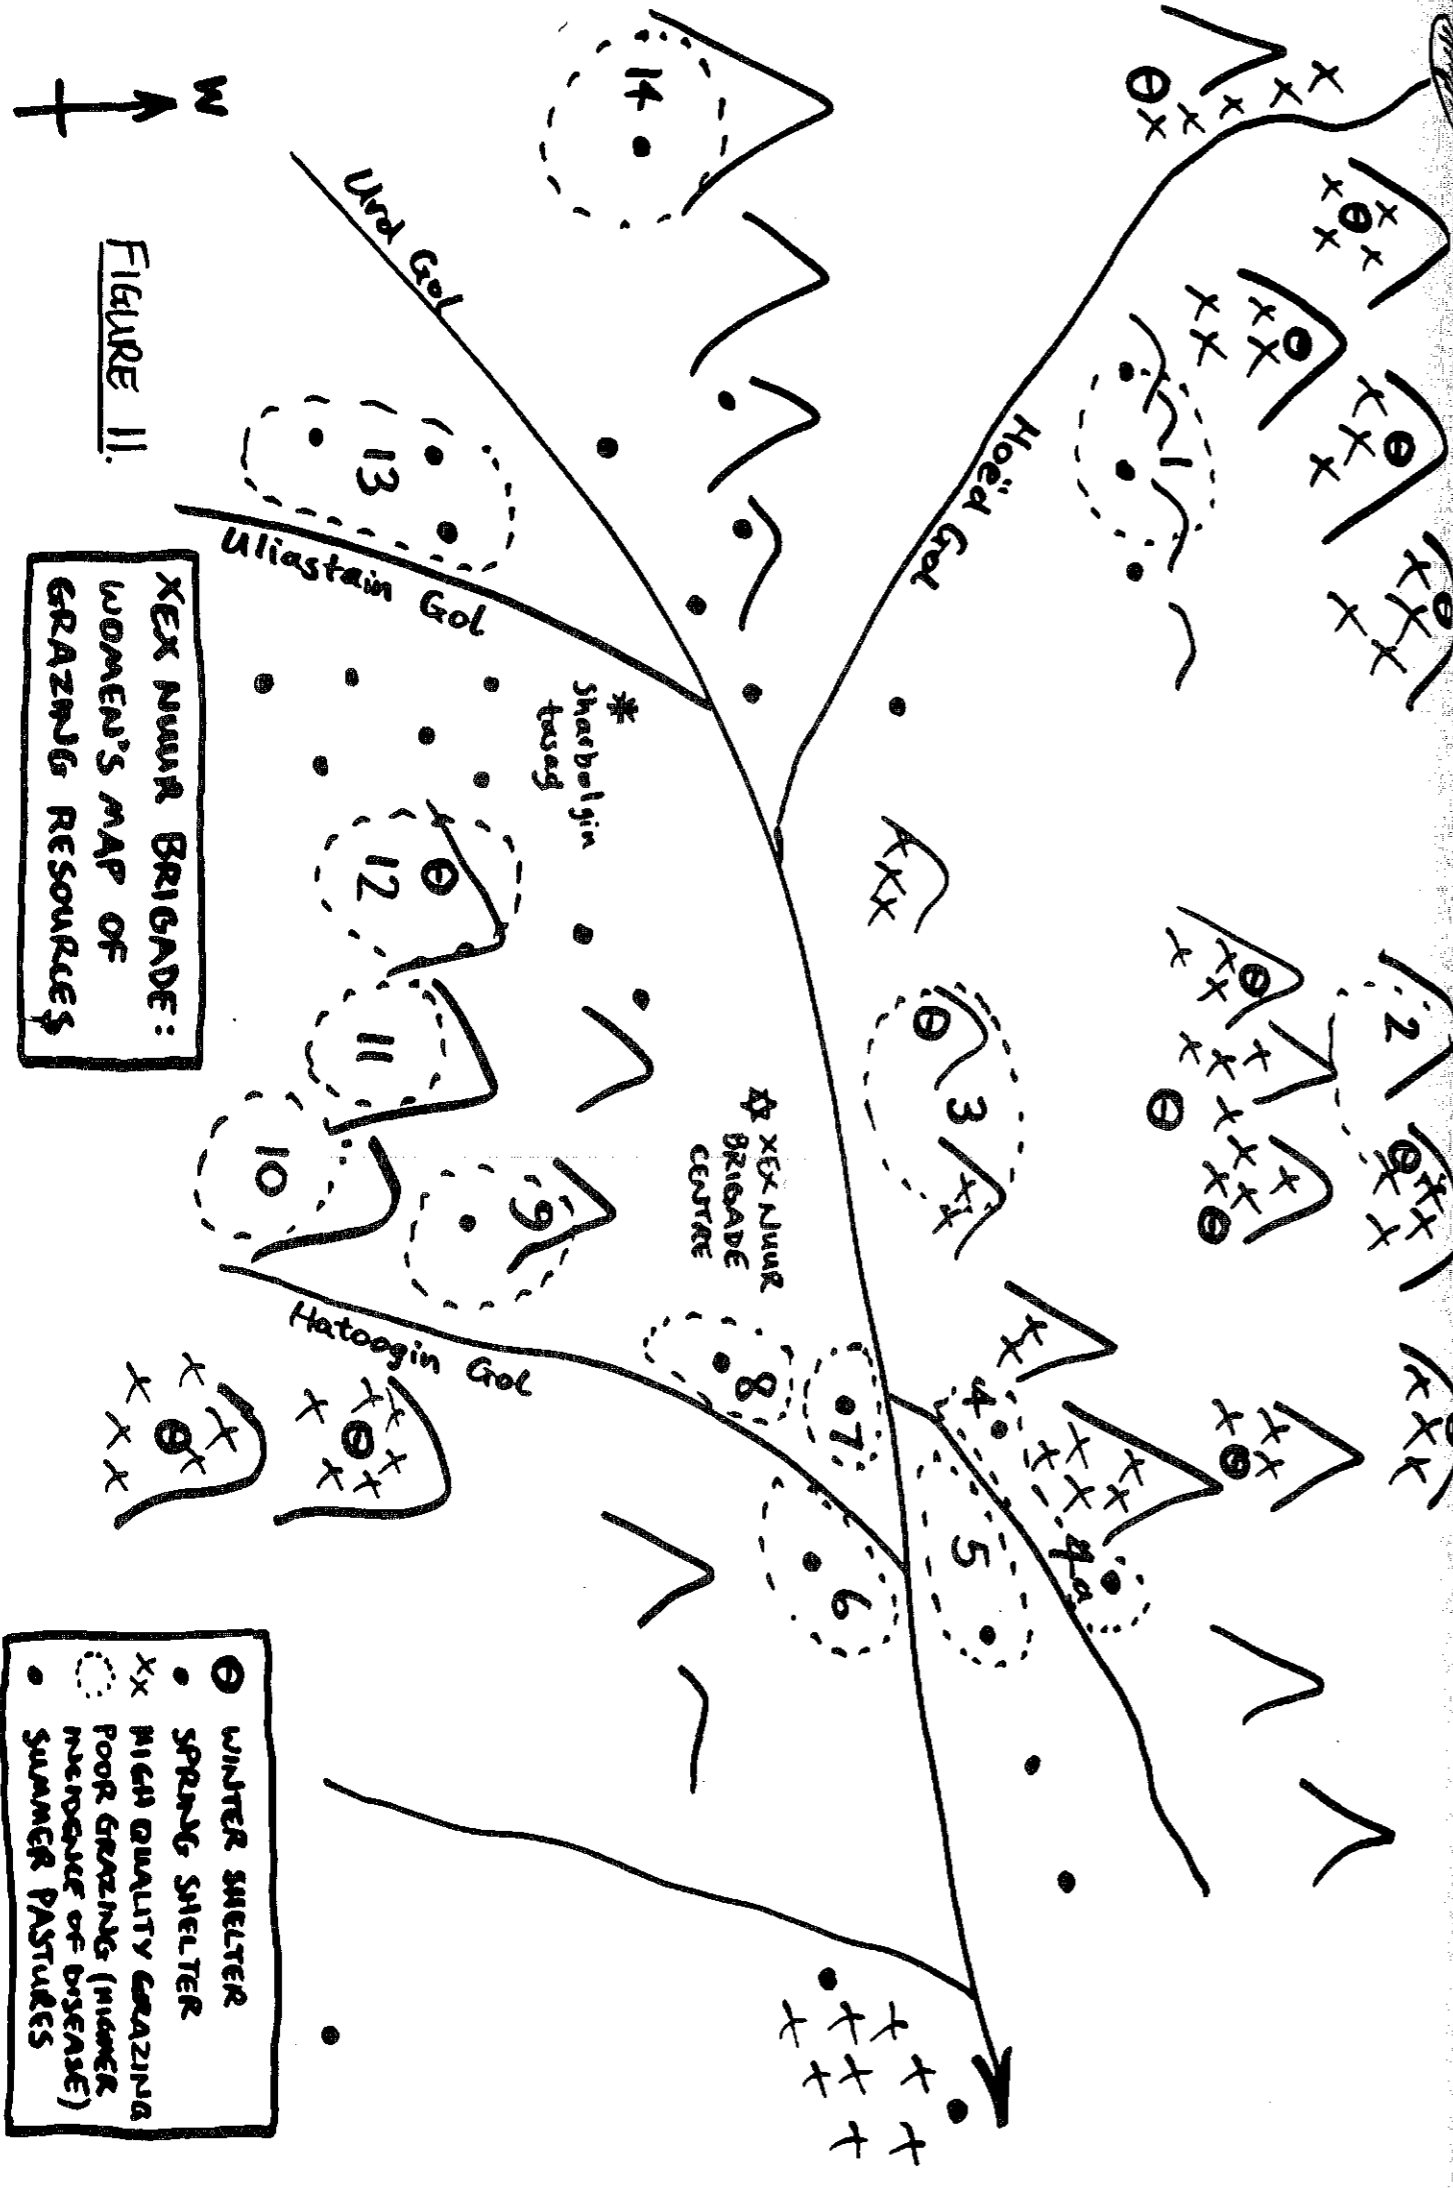 2
1
4a
Hoëd Gol
4
3
5
6
7
8
XEX NUUR
BRIGADE
CENTRE
14
Sharbolgin
tasag
9
Urd Gol
13
12
11
10
Uliastain Gol
Hatoogin Gol
N
FIGURE 11.
XEX NUUR BRIGADE:
WOMEN'S MAP OF
GRAZING RESOURCES
WINTER SHELTER
SPRING SHELTER
HIGH QUALITY GRAZING
POOR GRAZING (HIGHER
INCIDENCE OF DISEASE)
SUMMER PASTURES